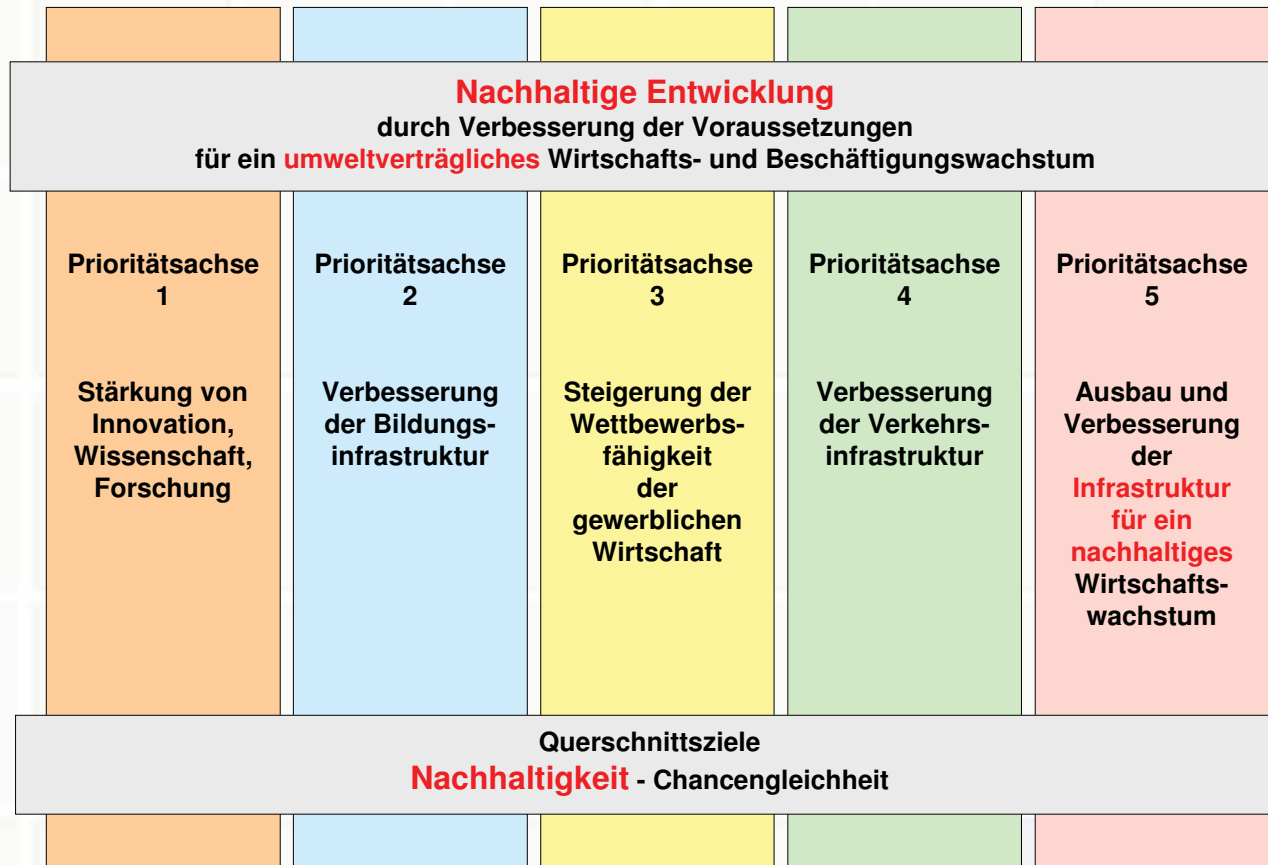 Nachhaltige Entwicklung
durch Verbesserung der Voraussetzungen
für ein umweltverträgliches Wirtschafts- und Beschäftigungswachstum
Prioritätsachse
1
Stärkung von
Innovation,
Wissenschaft,
Forschung
Prioritätsachse
2
Verbesserung
der Bildungs-
infrastruktur
Prioritätsachse
3
Steigerung der
Wettbewerbs-
fähigkeit
der
gewerblichen
Wirtschaft
Prioritätsachse
4
Verbesserung
der Verkehrs-
infrastruktur
Prioritätsachse
5
Ausbau und
Verbesserung
der
Infrastruktur
für ein
nachhaltiges
Wirtschafts-
wachstum
Querschnittsziele
Nachhaltigkeit - Chancengleichheit